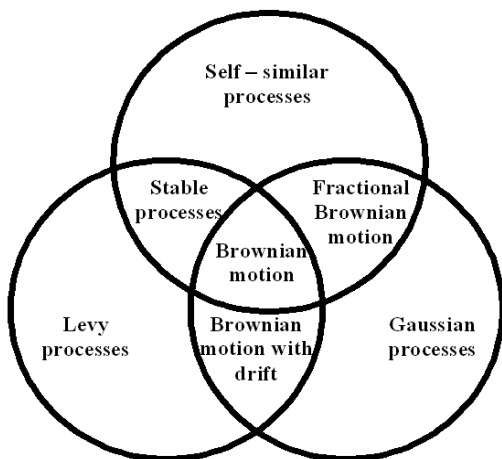 Self – similar
processes
Stable
processes
Fractional
Brownian
motion
Brownian
motion
Levy
processes
Brownian
motion with
drift
Gaussian
processes